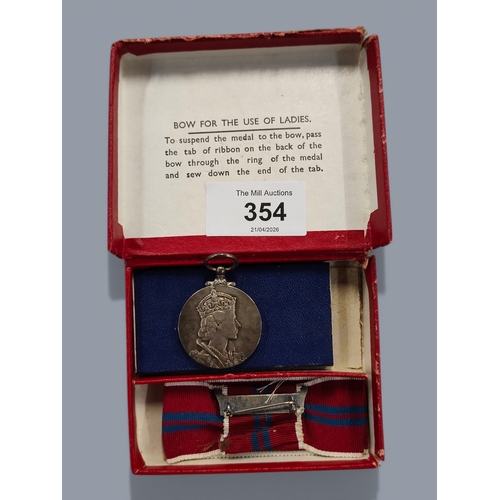 BOW FOR THE USE OF LADIES.
To suspend the medal to the bow, pass
the tab of ribbon on the back of the
bow through the ring of the medal
and sew down the end of the tab.
The Mill Auctions
354
21/04/2026